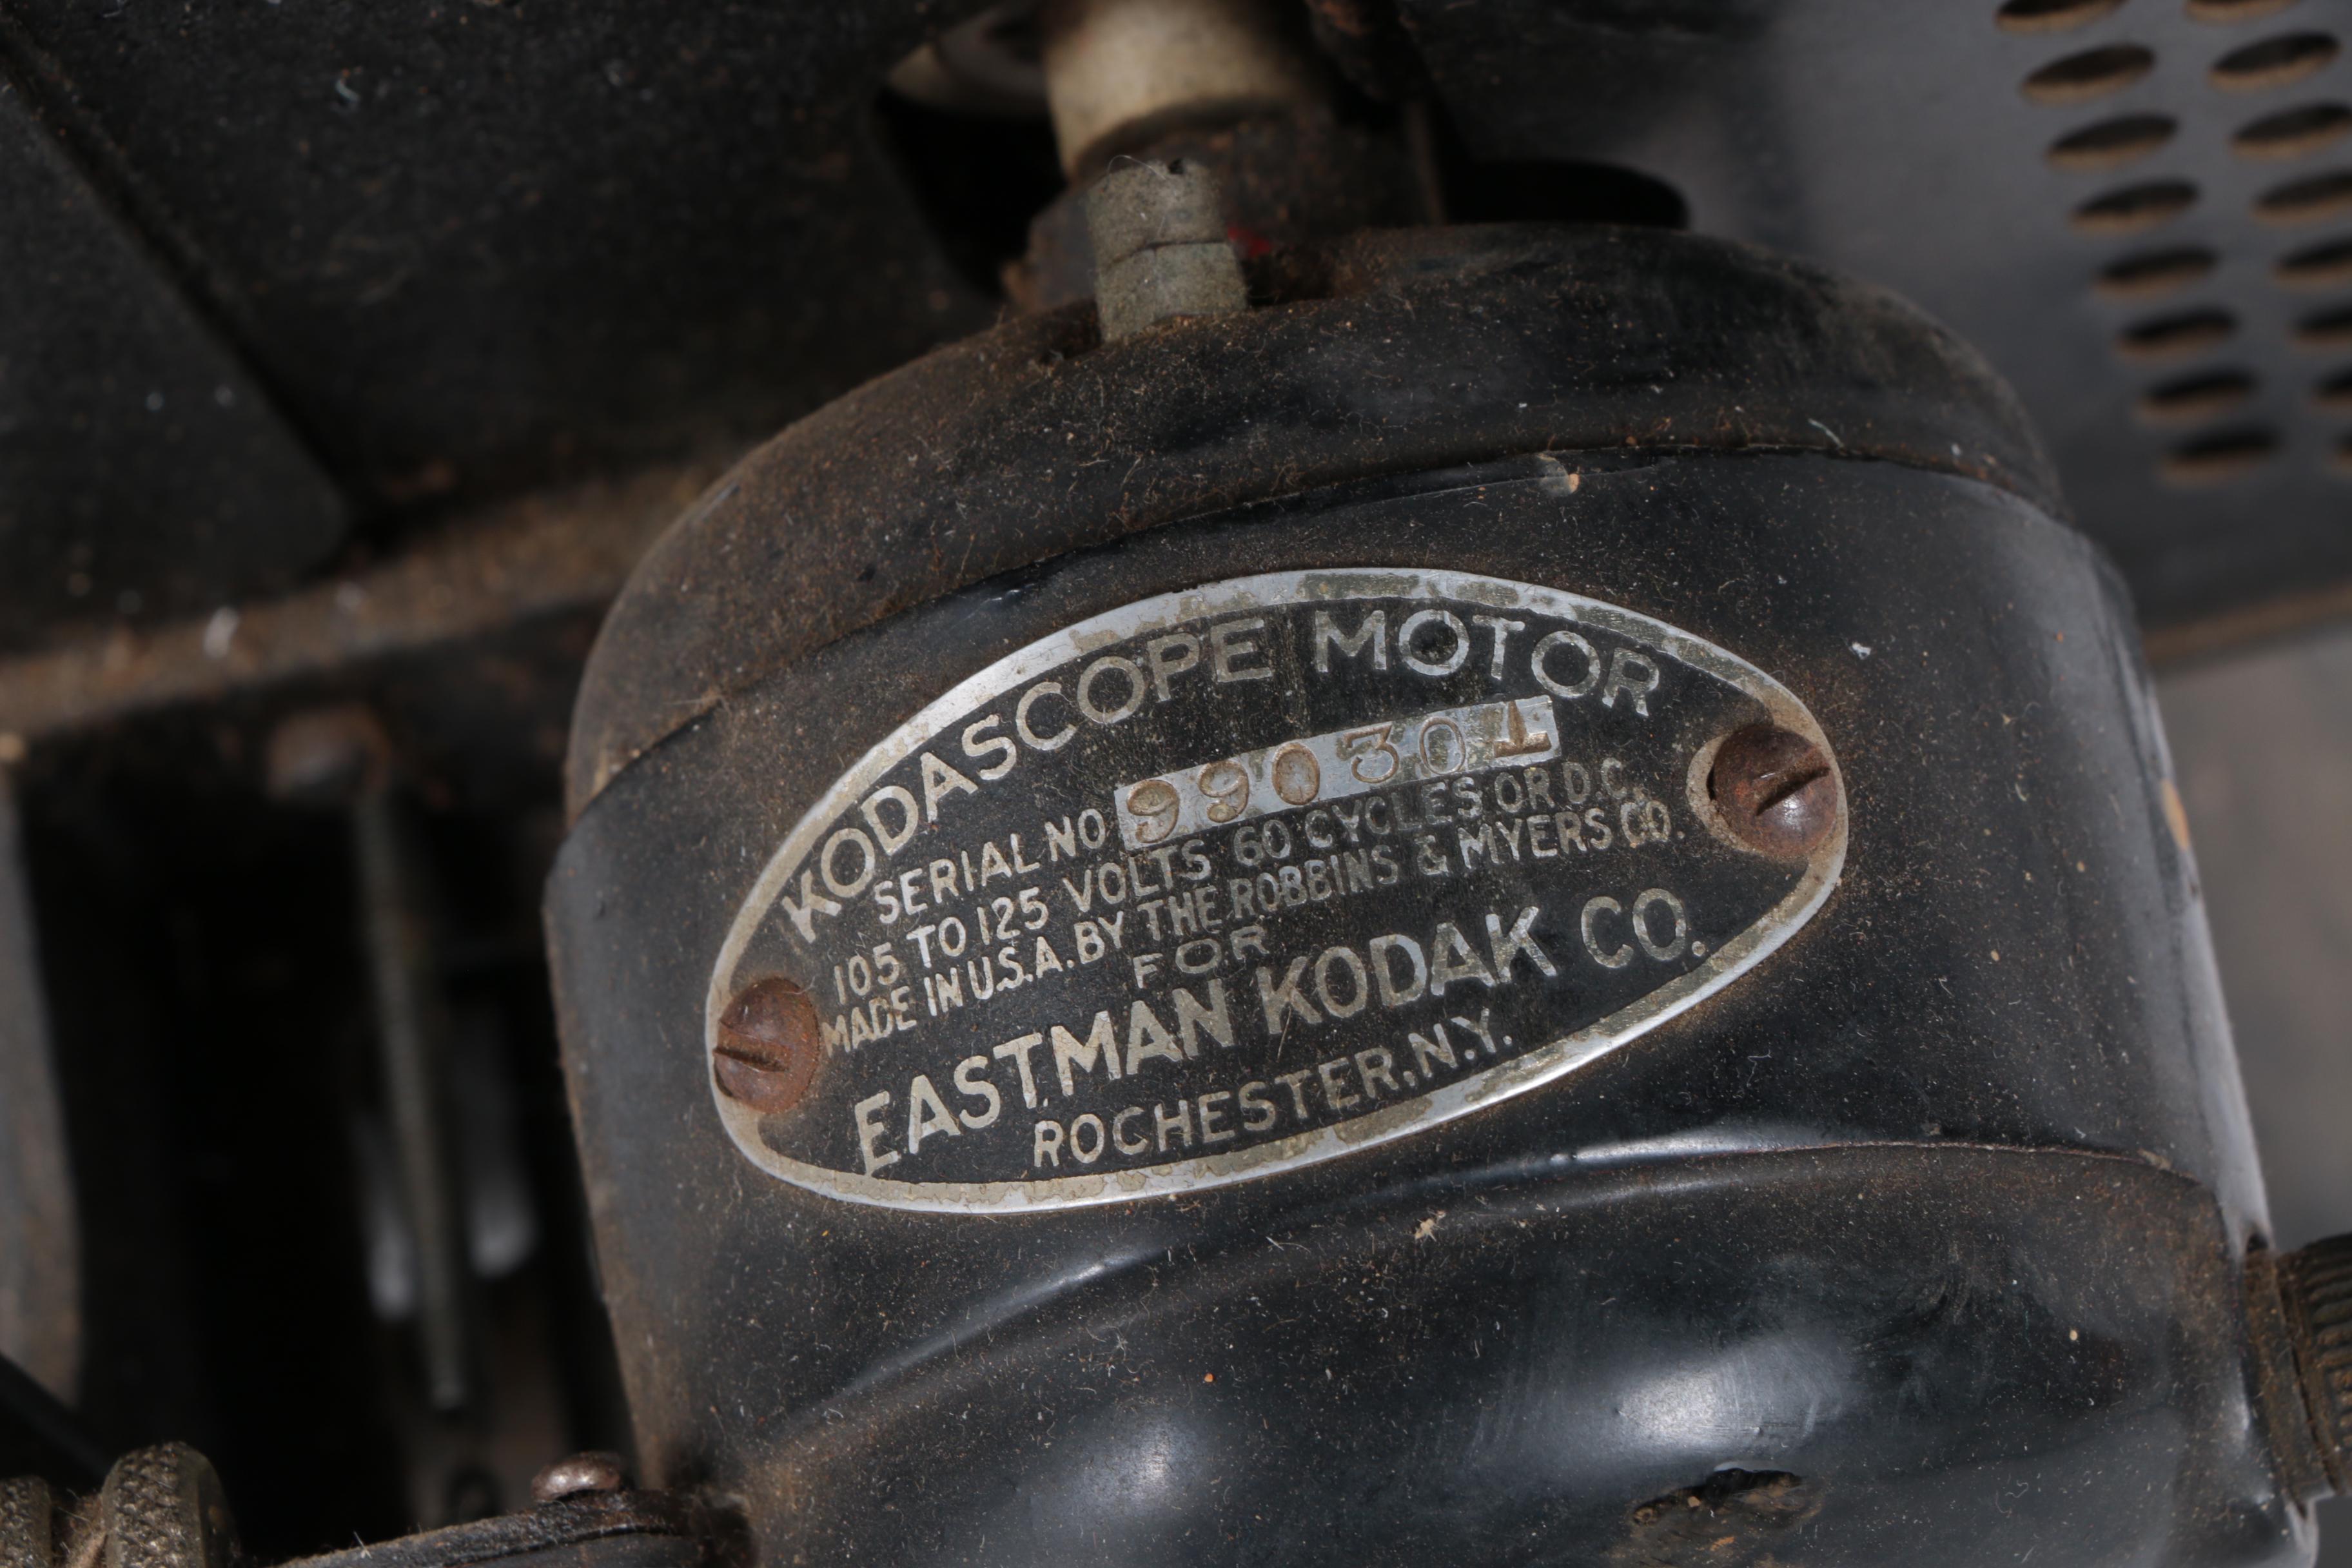 KODASCOPE MOTOR
SERIAL NO 990301
105 TO 125 VOLTS 60 CYCLES OR D.C.
MADE IN U.S.A. BY THE ROBBINS & MYERS CO.
FOR
EASTMAN KODAK CO.
ROCHESTER, N.Y.